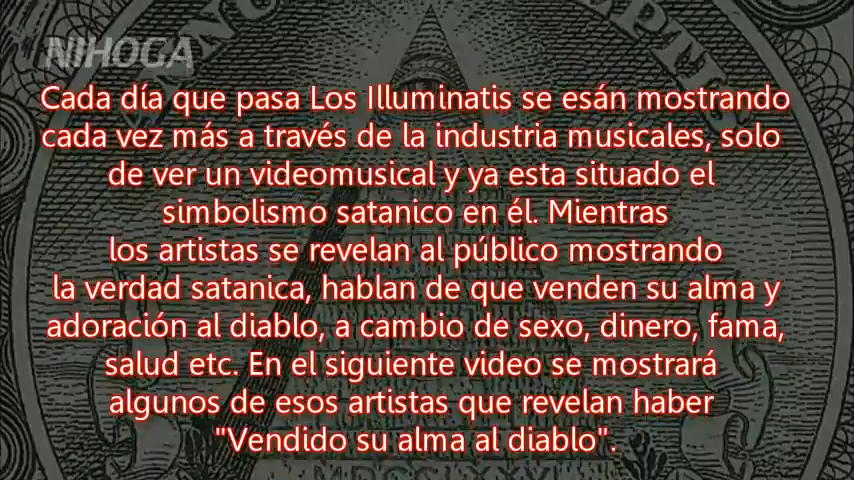 NIHOGA
Cada día que pasa Los Illuminatis se esán mostrando
cada vez más a través de la industria musicales, solo
de ver un videomusical y ya esta situado el
simbolismo satanico en él. Mientras
los artistas se revelan al público mostrando
la verdad satanica, hablan de que venden su alma y
adoración al diablo, a cambio de sexo, dinero, fama,
salud etc. En el siguiente video se mostrará
algunos de esos artistas que revelan haber
"Vendido su alma al diablo".